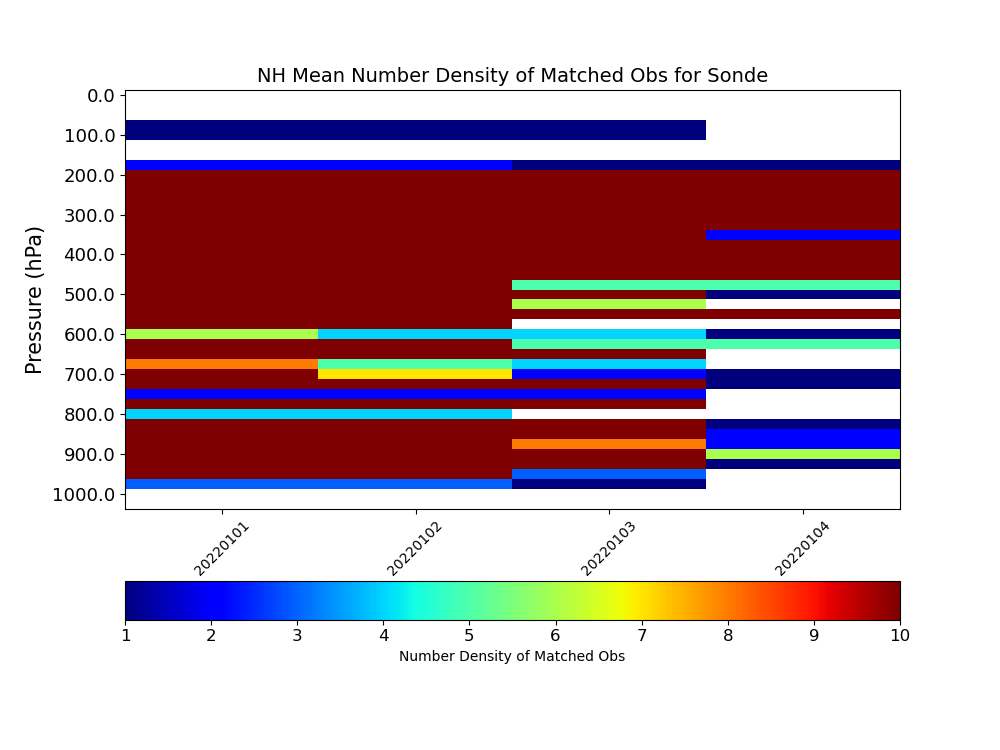 NH Mean Number Density of Matched Obs for Sonde
Presssure (hPa)
0.0
100.0
200.0
300.0
400.0
500.0
600.0
700.0
800.0
900.0
1000.0
20220101 20220102 20220103 20220104
1 2 3 4 5 6 7 8 9 10
Number Density of Matched Obs